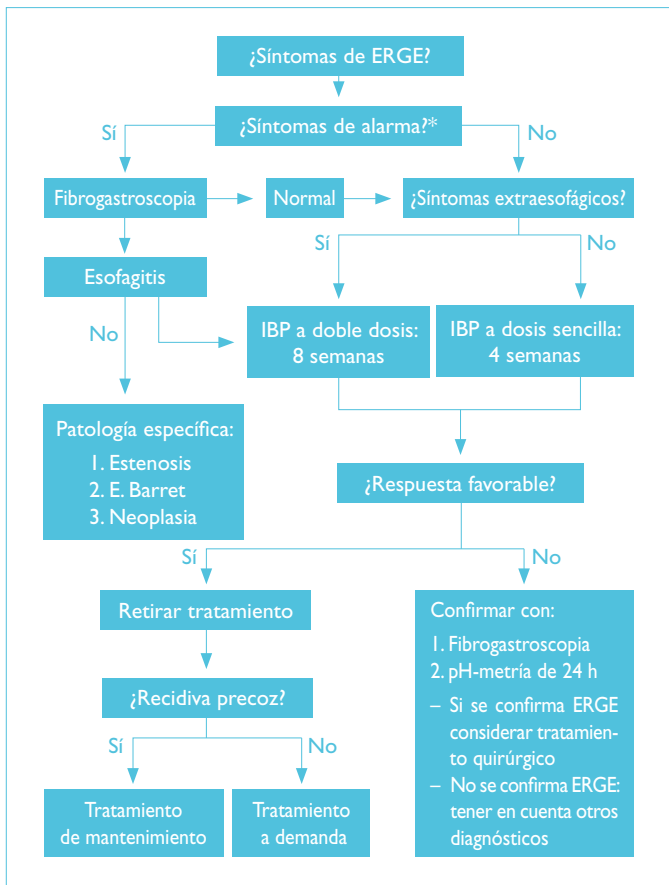 ¿Síntomas de ERGE?
¿Síntomas de alarma?*
Sí
No
Fibrogastroscopia
Normal
¿Síntomas extraesofágicos?
Sí
No
Esofagitis
No
IBP a doble dosis:
8 semanas
IBP a dosis sencilla:
4 semanas
Patología específica:
1. Estenosis
2. E. Barret
3. Neoplasia
¿Respuesta favorable?
Sí
No
Retirar tratamiento
¿Recidiva precoz?
Sí
No
Tratamiento
de mantenimiento
Tratamiento
a demanda
Confirmar con:
1. Fibrogastroscopia
2. pH-metría de 24 h
– Si se confirma ERGE
considerar tratamien-
to quirúrgico
– No se confirma ERGE:
tener en cuenta otros
diagnósticos